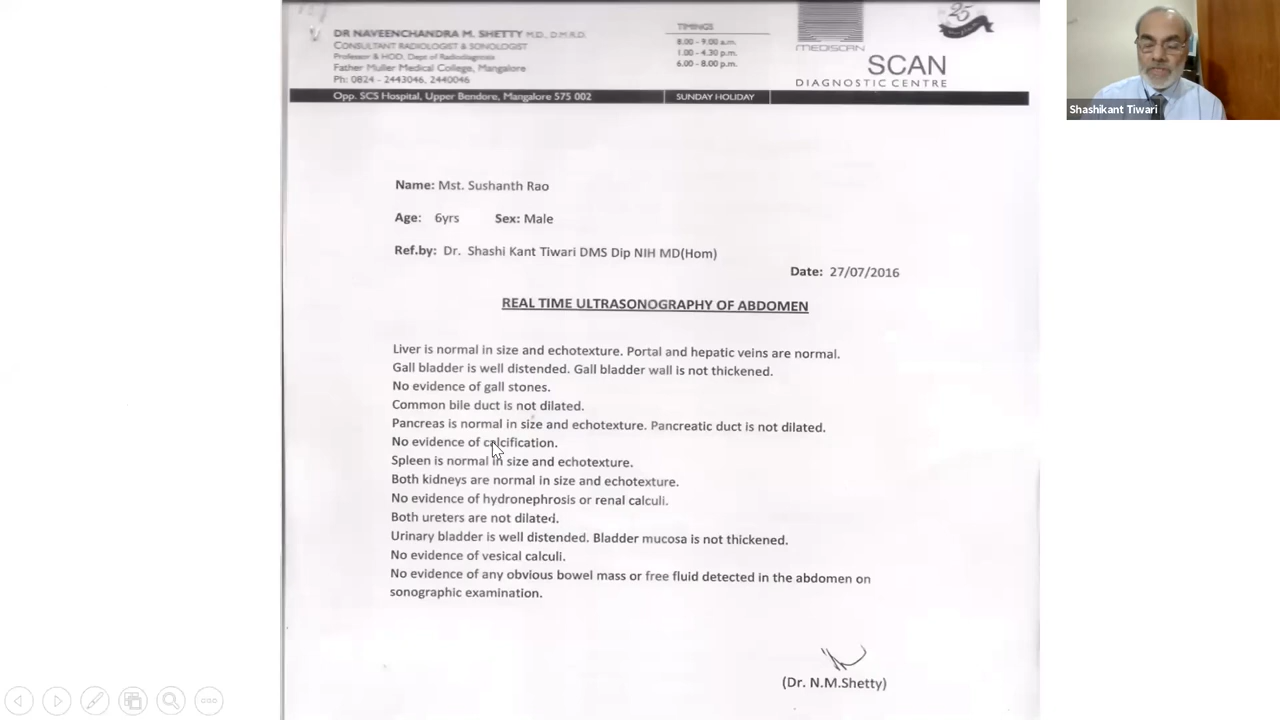 DR NAVEENCHANDRA M. SHETTY M.D., D.M.R.D.
CONSULTANT RADIOLOGIST & SONOLOGIST
Professor & HOD, Dept of Radiodiagnosis
Father Muller Medical College, Mangalore
Ph: 0824 - 2443046, 2440046
TIMINGS
8.00 - 9.00 a.m.
1.00 - 4.30 p.m.
6.00 - 8.00 p.m.
MEDSCAN
SCAN
DIAGNOSTIC CENTRE
25
Opp. SCS Hospital, Upper Bendore, Mangalore 575 002
SUNDAY HOLIDAY
Shashikant Tiwari
Name: Mst. Sushanth Rao
Age: 6yrs Sex: Male
Ref.by: Dr. Shashi Kant Tiwari DMS Dip NIH MD(Hom)
Date: 27/07/2016
REAL TIME ULTRASONOGRAPHY OF ABDOMEN
Liver is normal in size and echotexture. Portal and hepatic veins are normal.
Gall bladder is well distended. Gall bladder wall is not thickened.
No evidence of gall stones.
Common bile duct is not dilated.
Pancreas is normal in size and echotexture. Pancreatic duct is not dilated.
No evidence of calcification.
Spleen is normal in size and echotexture.
Both kidneys are normal in size and echotexture.
No evidence of hydronephrosis or renal calculi.
Both ureters are not dilated.
Urinary bladder is well distended. Bladder mucosa is not thickened.
No evidence of vesical calculi.
No evidence of any obvious bowel mass or free fluid detected in the abdomen on
sonographic examination.
(Dr. N.M.Shetty)